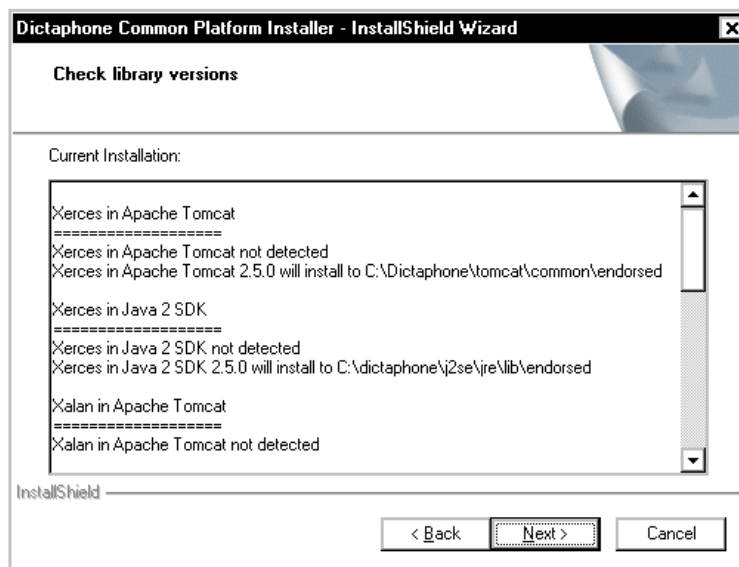 Dictaphone Common Platform Installer - InstallShield Wizard
Check library versions
Current Installation:
Xerces in Apache Tomcat
===================
Xerces in Apache Tomcat not detected
Xerces in Apache Tomcat 2.5.0 will install to C:\Dictaphone\tomcat\common\endorsed
Xerces in Java 2 SDK
===================
Xerces in Java 2 SDK not detected
Xerces in Java 2 SDK 2.5.0 will install to C:\dictaphone\j2se\jre\lib\endorsed
Xalan in Apache Tomcat
===================
Xalan in Apache Tomcat not detected
InstallShield
< Back
Next >
Cancel